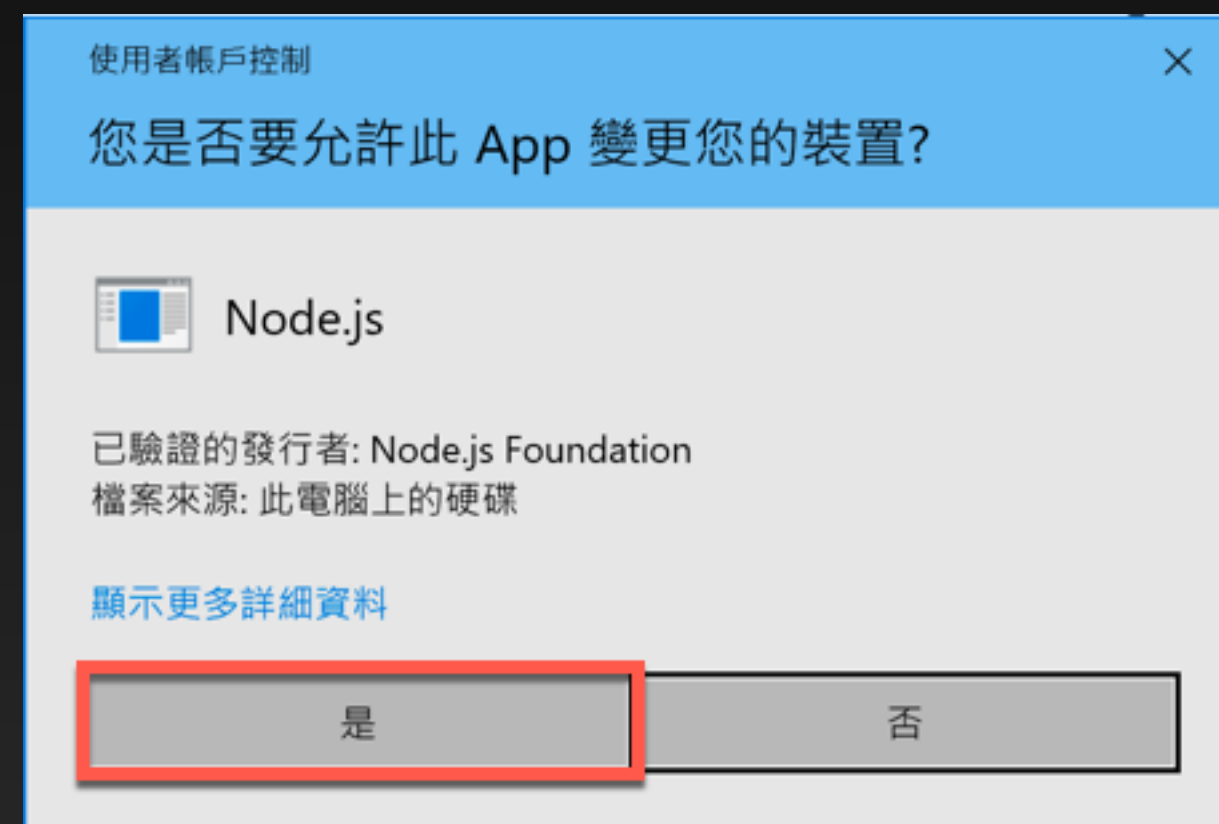 使用者帳戶控制
您是否要允許此 App 變更您的裝置?
Node.js
已驗證的發行者: Node.js Foundation
檔案來源: 此電腦上的硬碟
顯示更多詳細資料
是
否